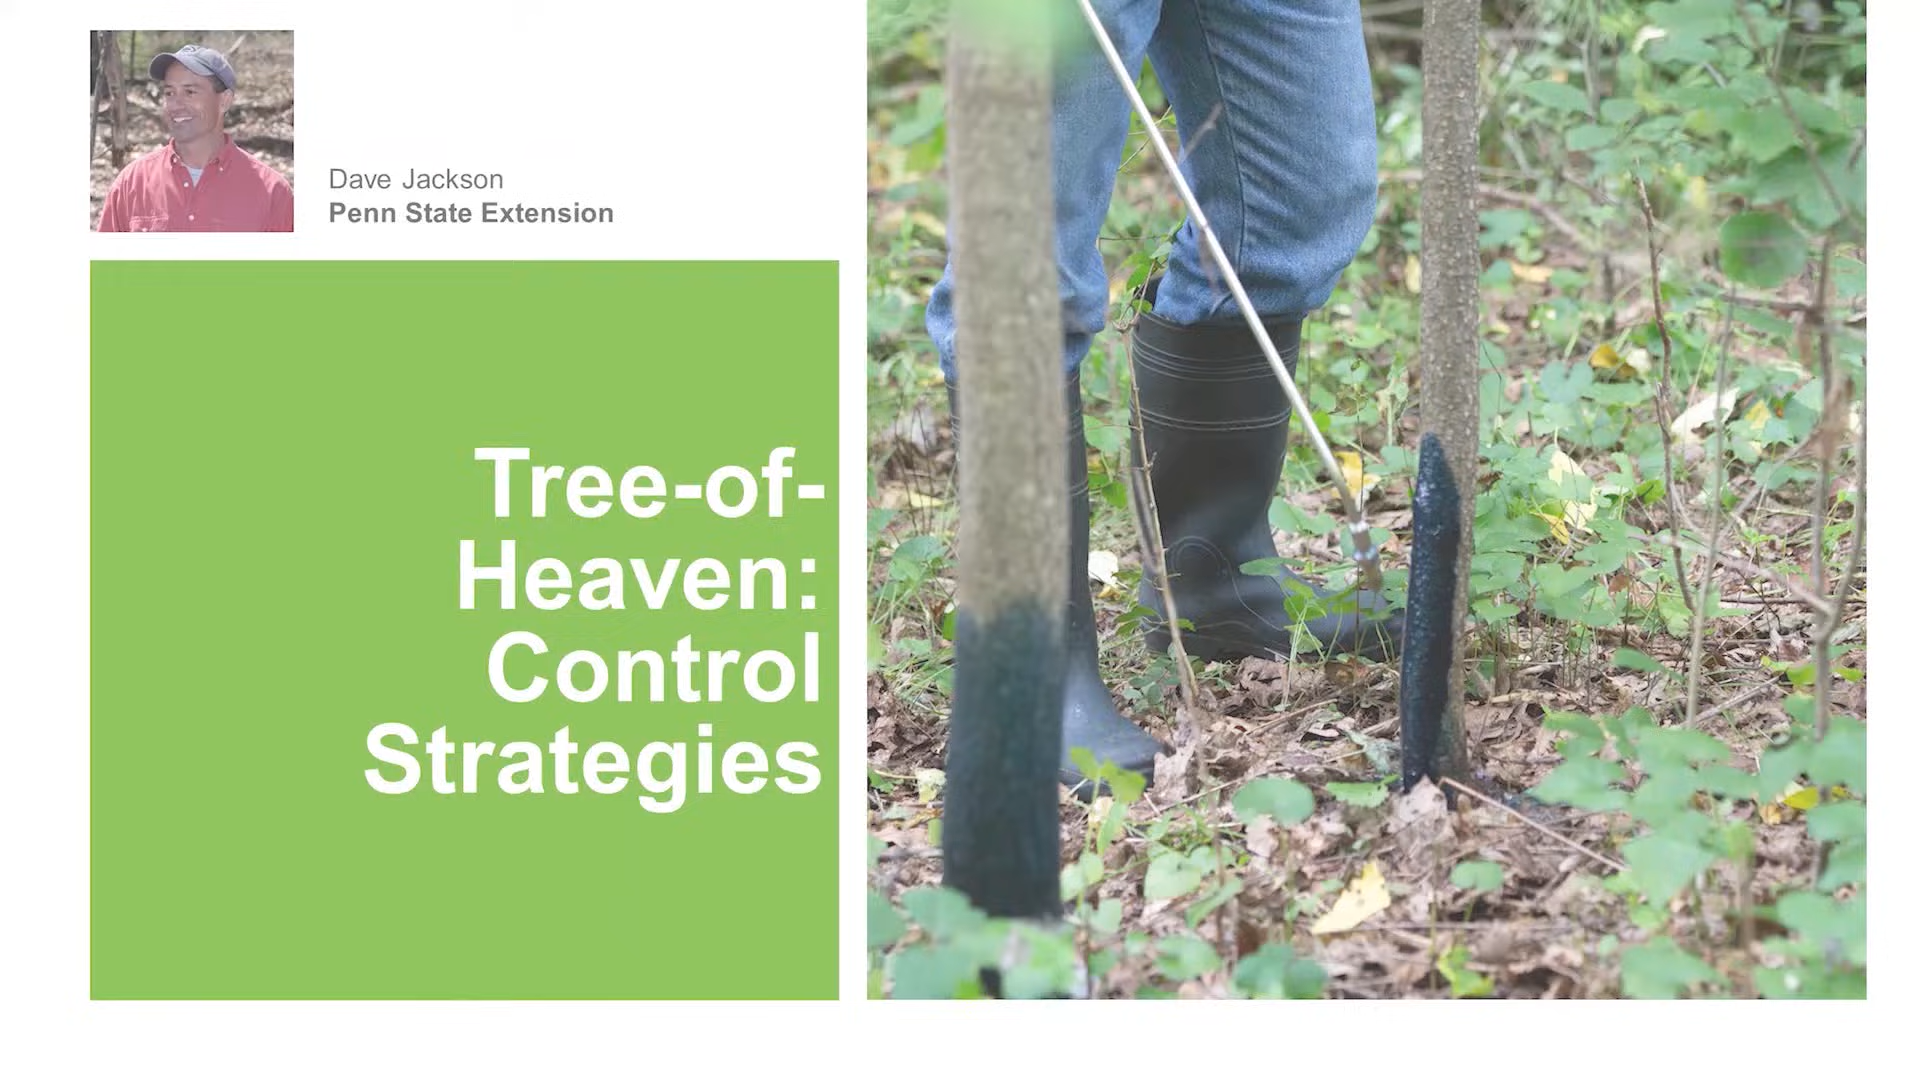 Dave Jackson
Penn State Extension
Tree-of-
Heaven:
Control
Strategies